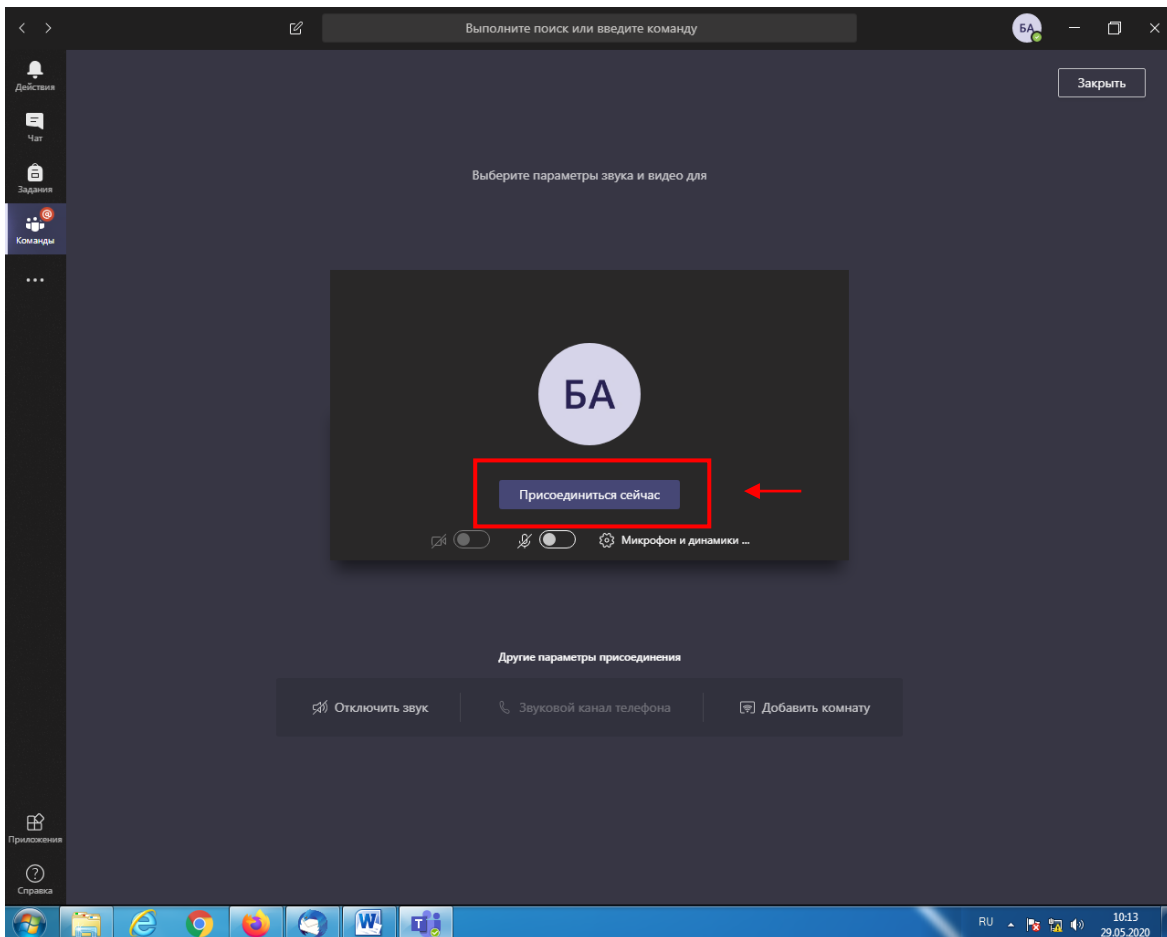 Выполните поиск или введите команду
БА
Действия
Закрыть
Чат
Выберите параметры звука и видео для
Задания
Команды
БА
Присоединиться сейчас
Микрофон и динамики ...
Другие параметры присоединения
Отключить звук
Звуковой канал телефона
Добавить комнату
Приложения
Справка
RU
10:13
29.05.2020